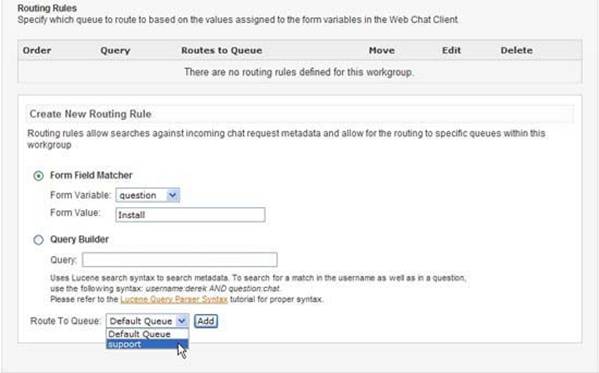 Routing Rules
Specify which queue to route to based on the values assigned to the form variables in the Web Chat Client.
Order Query Routes to Queue Move Edit Delete
There are no routing rules defined for this workgroup.
Create New Routing Rule
Routing rules allow searches against incoming chat request metadata and allow for the routing to specific queues within this
workgroup
Form Field Matcher
Form Variable: question
Form Value: Install
Query Builder
Query:
Uses Lucene search syntax to search metadata. To search for a match in the username as well as in a question,
use the following syntax: username:derek AND question:chat.
Please refer to the Lucene Query Parser Syntax tutorial for proper syntax.
Route To Queue: Default Queue Add
Default Queue
support